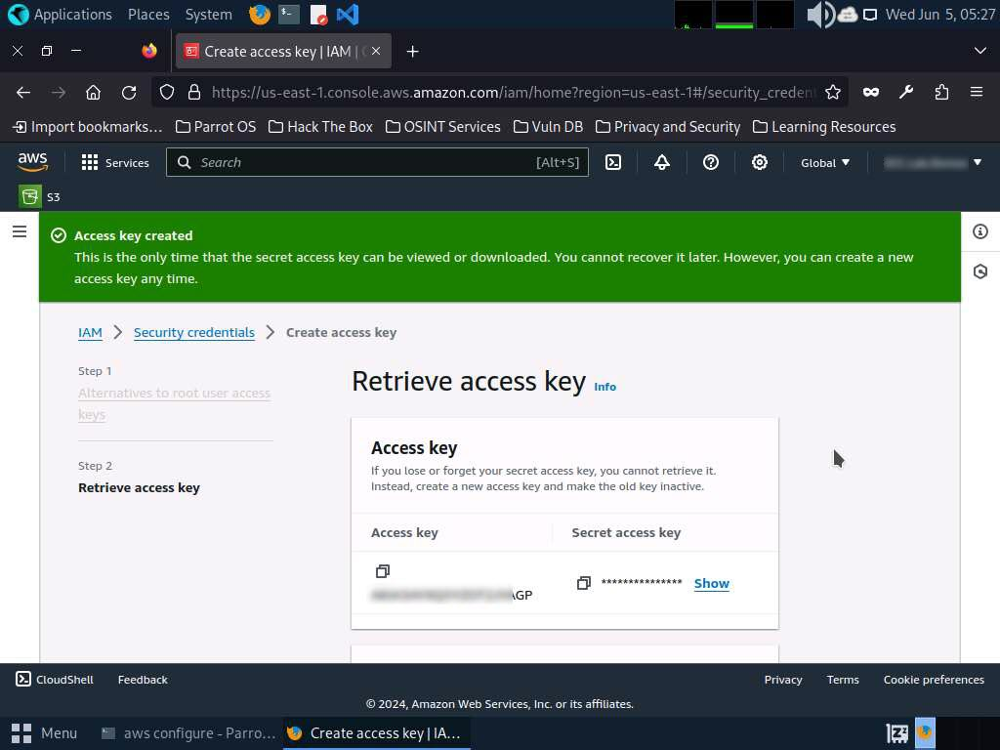 Applications Places System Wed Jun 5, 05:27
Create access key | IAM |
https://us-east-1.console.aws.amazon.com/iam/home?region=us-east-1#/security_creden
Import bookmarks… Parrot OS Hack The Box OSINT Services Vuln DB Privacy and Security Learning Resources
aws Services Search [Alt+S] Global
S3
Access key created
This is the only time that the secret access key can be viewed or downloaded. You cannot recover it later. However, you can create a new
access key any time.
IAM Security credentials Create access key
Step 1
Alternatives to root user access
keys
Step 2
Retrieve access key
Retrieve access key Info
Access key
If you lose or forget your secret access key, you cannot retrieve it.
Instead, create a new access key and make the old key inactive.
Access key Secret access key
*************** Show
AGP
CloudShell Feedback Privacy Terms Cookie preferences
© 2024, Amazon Web Services, Inc. or its affiliates.
Menu aws configure - Parro… Create access key | IA…